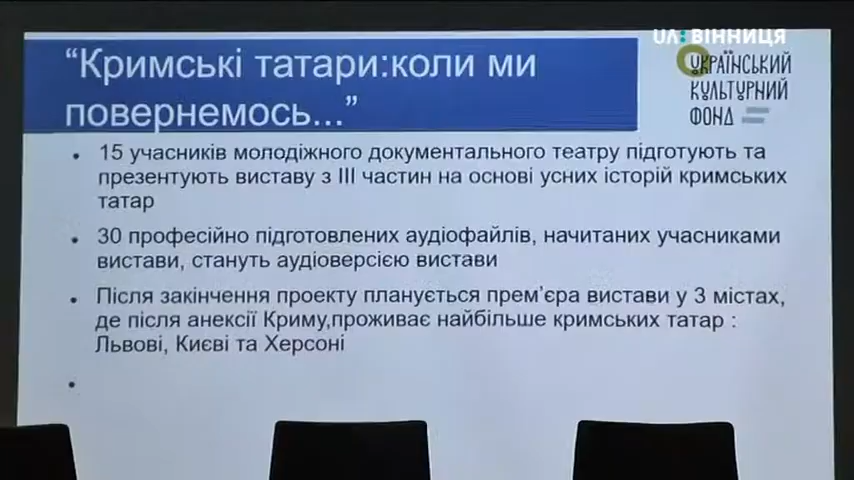 UA:ВІННИЦЯ
"Кримські татари:коли ми
повернемось..."
УКРАЇНСЬКИЙ
КУЛЬТУРНИЙ
ФОНД
• 15 учасників молодіжного документального театру підготують та
презентують виставу з III частин на основі усних історій кримських
татар
• 30 професійно підготовлених аудіофайлів, начитаних учасниками
вистави, стануть аудіоверсією вистави
• Після закінчення проекту планується прем'єра вистави у 3 містах,
де після анексії Криму,проживає найбільше кримських татар :
Львові, Києві та Херсоні
•